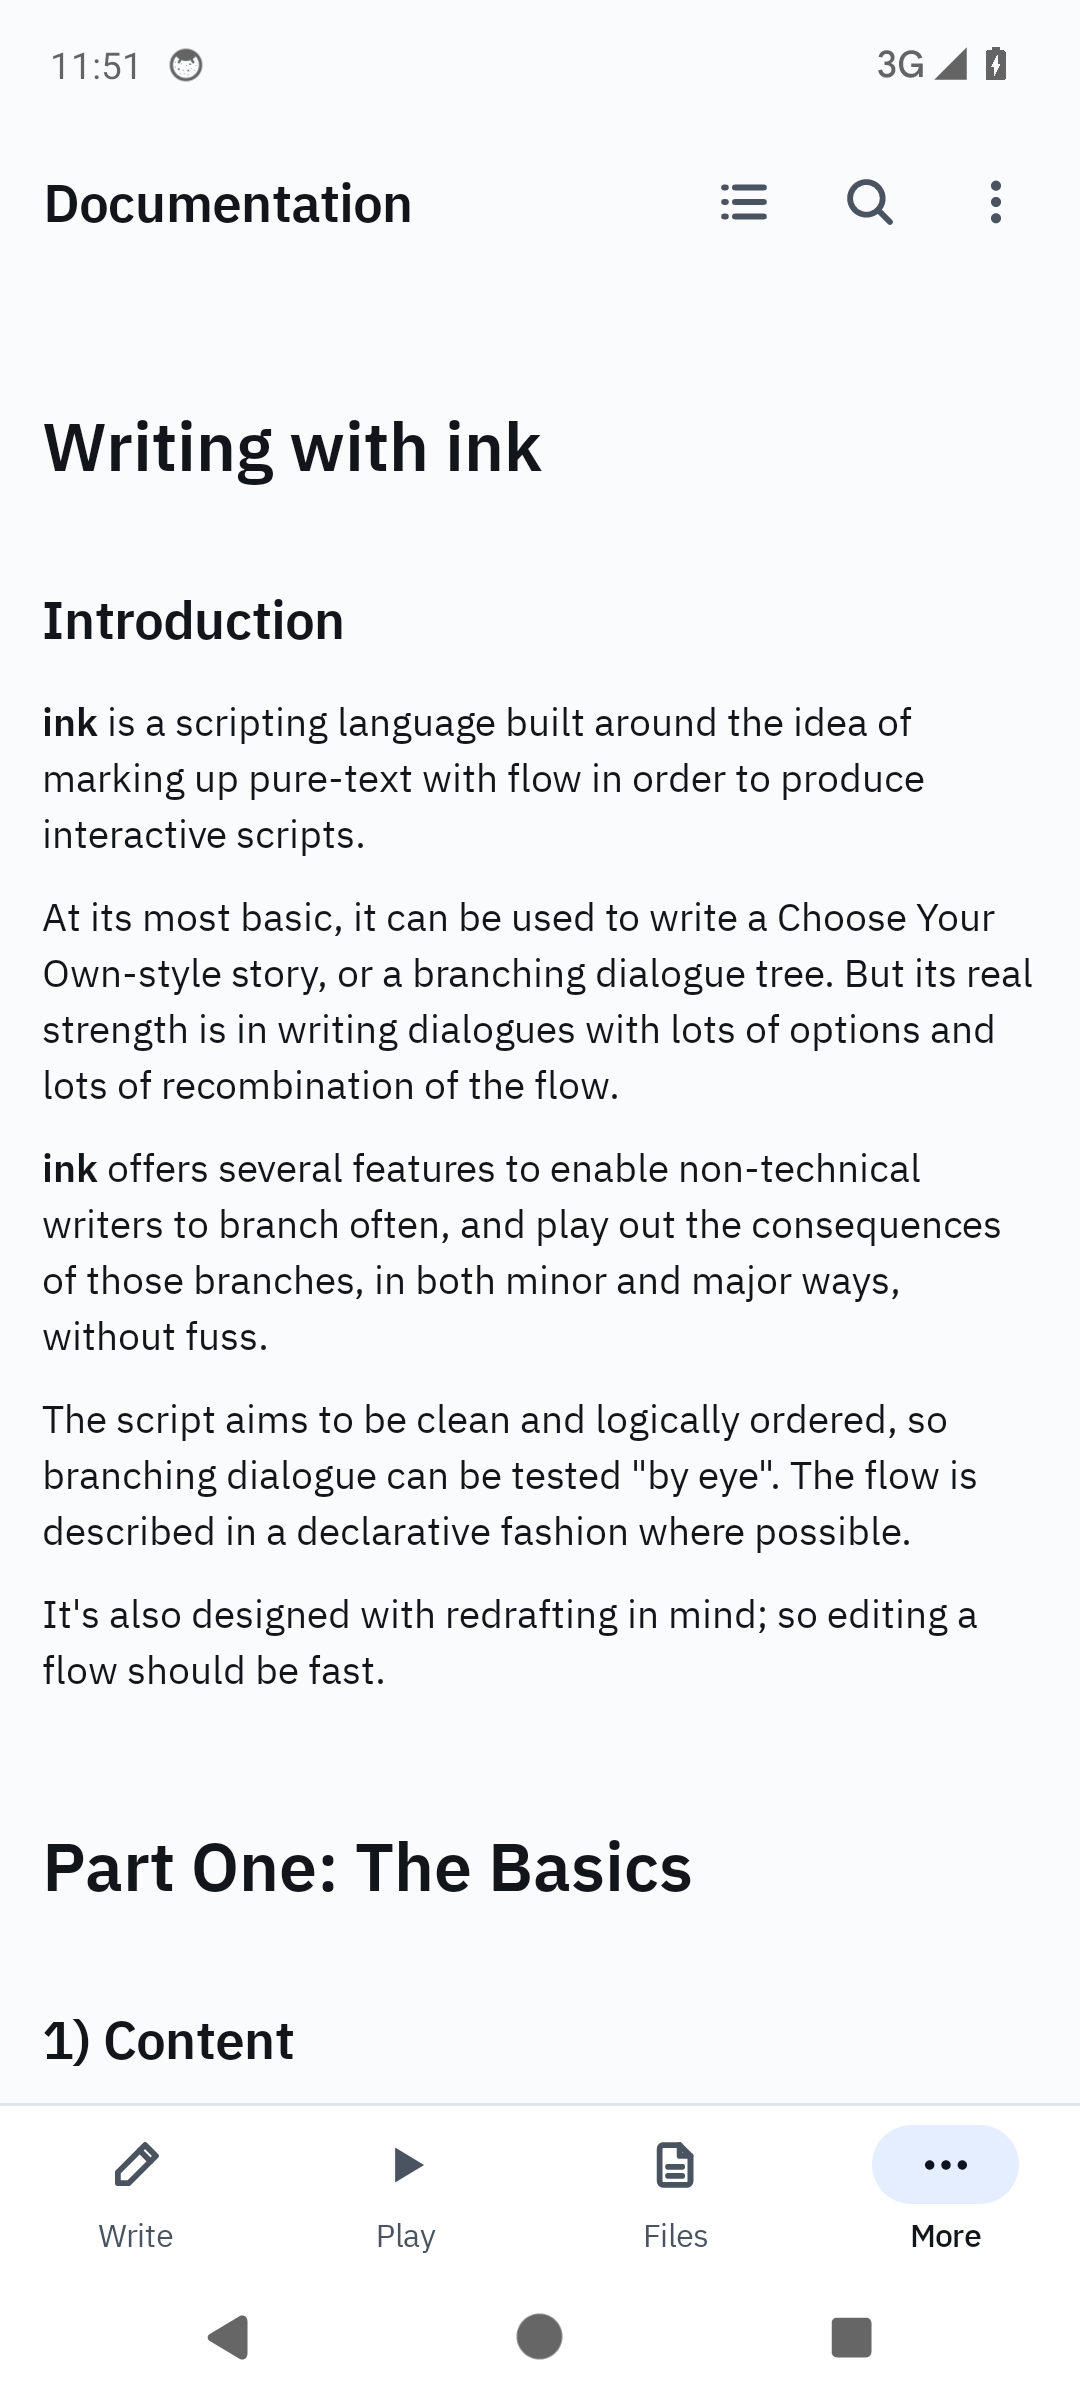 11:51
3G
Documentation
Writing with ink
Introduction
ink is a scripting language built around the idea of
marking up pure-text with flow in order to produce
interactive scripts.
At its most basic, it can be used to write a Choose Your
Own-style story, or a branching dialogue tree. But its real
strength is in writing dialogues with lots of options and
lots of recombination of the flow.
ink offers several features to enable non-technical
writers to branch often, and play out the consequences
of those branches, in both minor and major ways,
without fuss.
The script aims to be clean and logically ordered, so
branching dialogue can be tested "by eye". The flow is
described in a declarative fashion where possible.
It's also designed with redrafting in mind; so editing a
flow should be fast.
Part One: The Basics
1) Content
Write
Play
Files
More